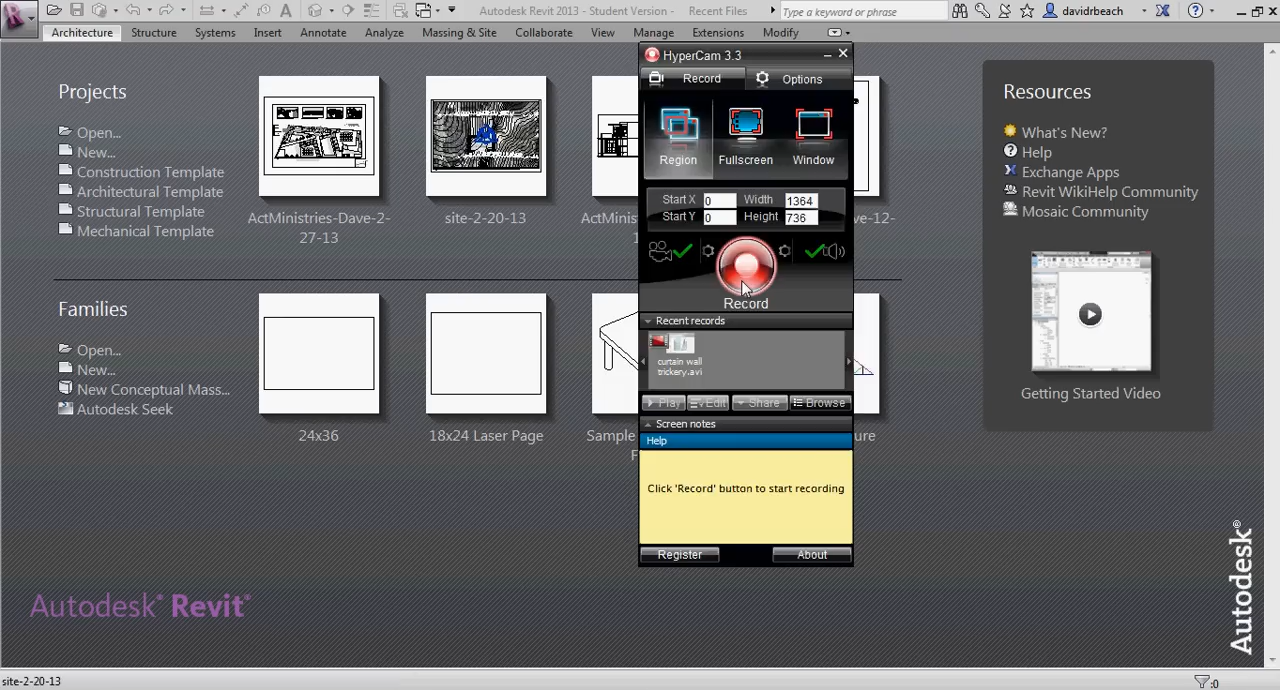 Autodesk Revit 2013 - Student Version - Recent Files
Type a keyword or phrase
davidrbeach
Architecture Structure Systems Insert Annotate Analyze Massing & Site Collaborate View Manage Extensions Modify
Projects
Open...
New...
Construction Template
Architectural Template
Structural Template
Mechanical Template
ActMinistries-Dave-2-
27-13
site-2-20-13
Families
Open...
New...
New Conceptual Mass...
Autodesk Seek
24x36
18x24 Laser Page
Sample
HyperCam 3.3
Record Options
Region Fullscreen Window
Start X 0 Width 1364
Start Y 0 Height 736
Record
Recent records
curtain wall
trickery.avi
Play Edit Share Browse
Screen notes
Help
Click 'Record' button to start recording
Register About
Resources
What's New?
Help
Exchange Apps
Revit WikiHelp Community
Mosaic Community
Getting Started Video
Autodesk® Revit®
Autodesk®
site-2-20-13
:0